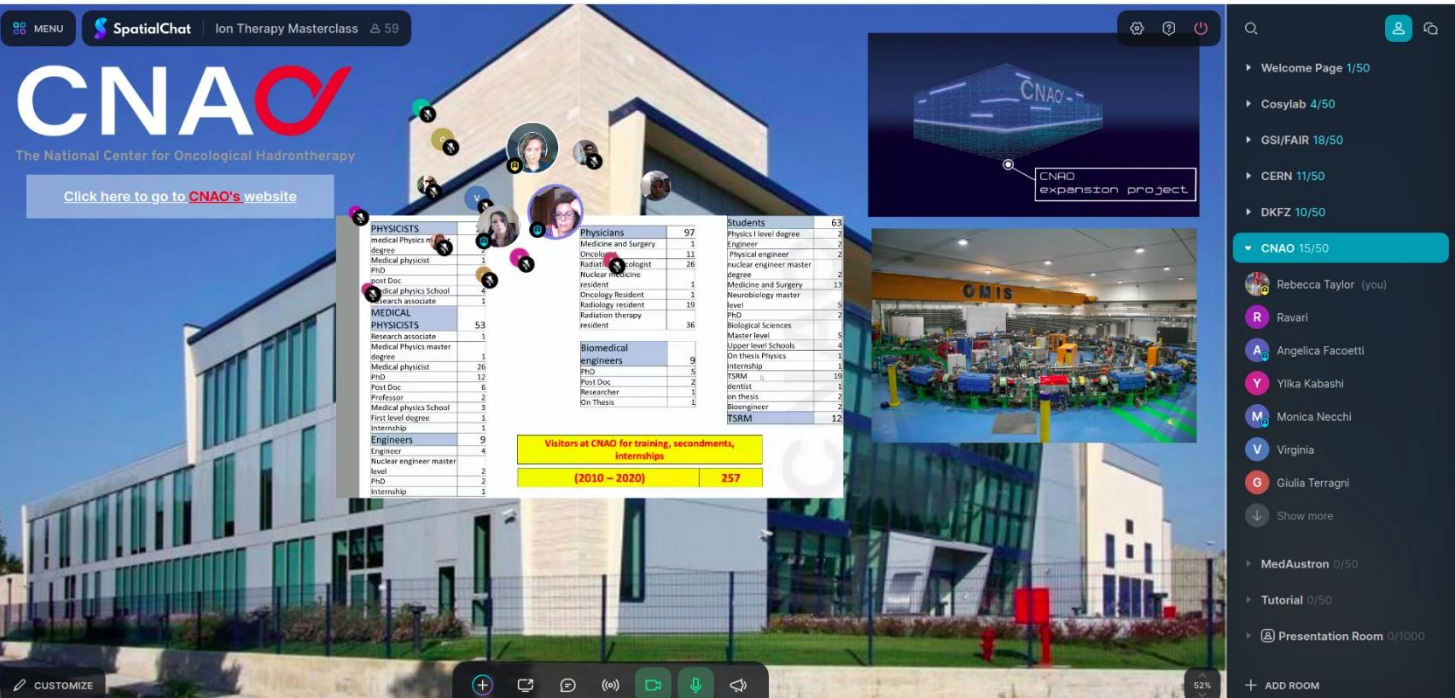 MENU
SpatialChat
Ion Therapy Masterclass 59
CNAO
The National Center for Oncological Hadrontherapy
Click here to go to CNAO's website
CNAO
CNAO
expansion project
OMIS
PHYSICISTS
medical Physics
degree
Medical physicist 1
PhD
post Doc
medical physics School 4
Research associate 1
MEDICAL
PHYSICISTS 53
Research associate 1
Medical Physics master
degree 1
Medical physicist 26
PhD 12
Post Doc 6
Professor 2
Medical physics School 3
First level degree 1
Internship 1
Engineers 9
Engineer 4
Nuclear engineer master
level 2
PhD 2
Internship 1
Physicians 97
Medicine and Surgery 1
11
26
Nuclear medicine
resident 1
Oncology Resident 1
Radiology resident 19
Radiation therapy
resident 36
Biomedical
engineers 9
PhD 5
Post Doc 2
Researcher 1
On Thesis 1
Students 63
Physics I level degree 2
Engineer 2
Physical engineer 2
nuclear engineer master
degree 2
Medicine and Surgery 13
Neurobiology master
level 5
PhD 2
Biological Sciences
Master level 5
Upper level Schools 4
On thesis Physics 1
internship 1
TSRM 19
dentist 1
on thesis 2
Bioengineer 2
TSRM 12
Visitors at CNAO for training, secondments,
internships
(2010 – 2020) 257
CUSTOMIZE
52%
Welcome Page 1/50
Cosylab 4/50
GSI/FAIR 18/50
CERN 11/50
DKFZ 10/50
CNAO 15/50
Rebecca Taylor (you)
R Ravari
A Angelica Facoetti
Y Ylka Kabashi
M Monica Necchi
V Virginia
G Giulia Terragni
Show more
MedAustron 0/50
Tutorial 0/50
Presentation Room 0/1000
ADD ROOM